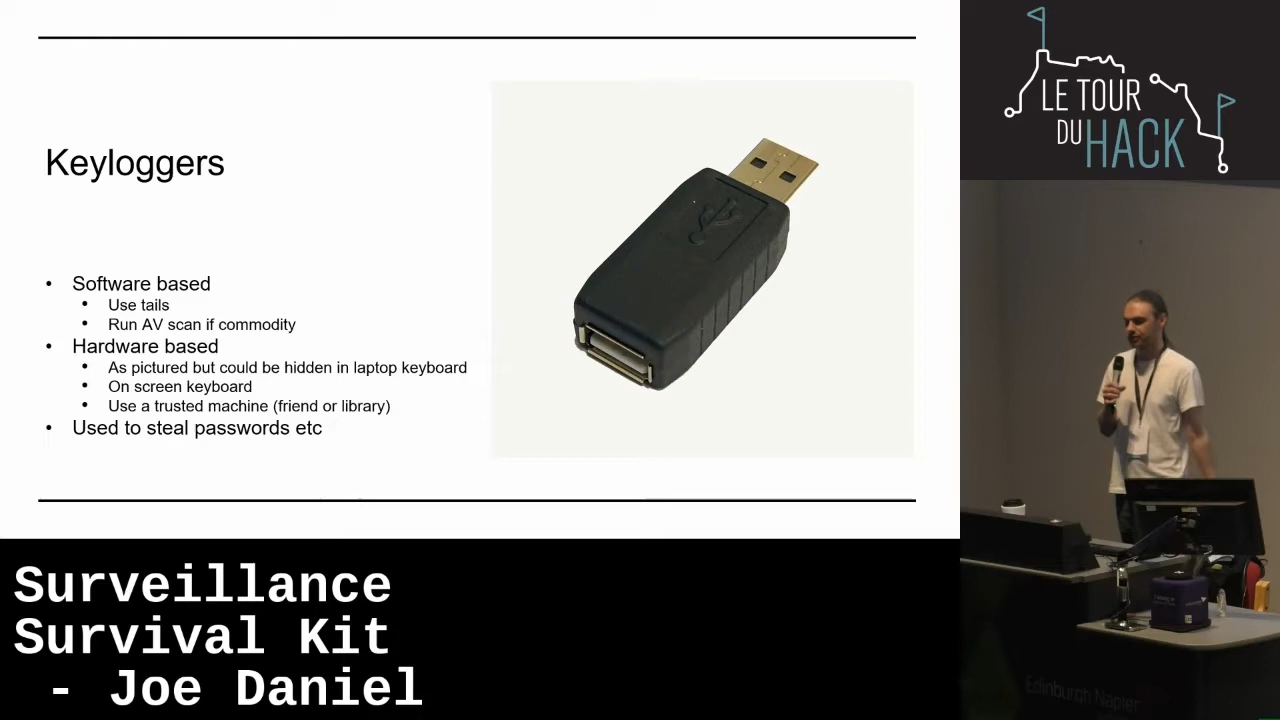 Keyloggers
• Software based
• Use tails
• Run AV scan if commodity
• Hardware based
• As pictured but could be hidden in laptop keyboard
• On screen keyboard
• Use a trusted machine (friend or library)
• Used to steal passwords etc
LE TOUR
DU HACK
Surveillance
Survival Kit
- Joe Daniel
Edinburgh Napier